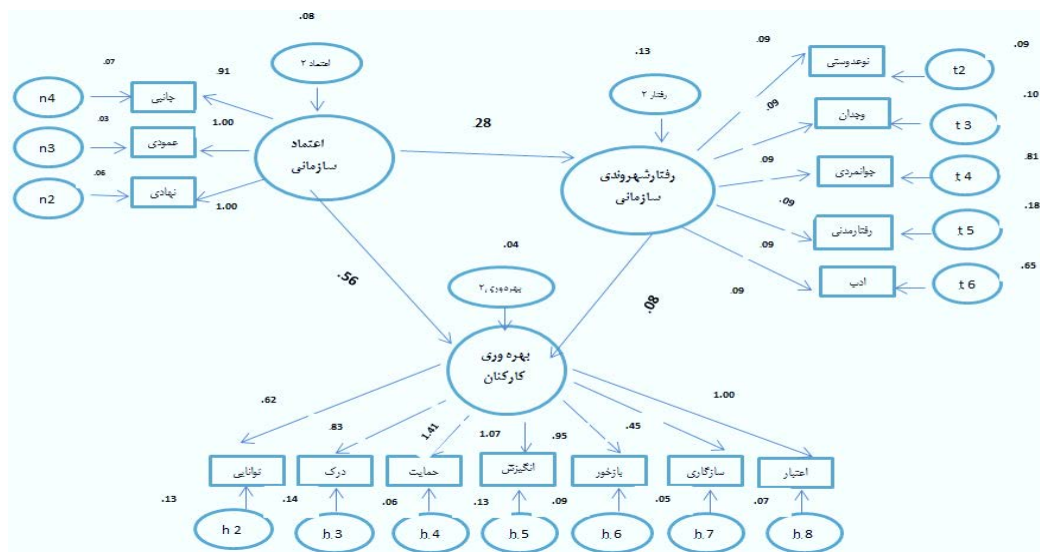 .08
.13
.09
.09
.07
.91
اعتماد ۲
نوعدوستی
t2
n4
جانبی
رفتار ۲
.10
.03
1.00
.28
.09
وجدان
t 3
n3
عمودی
اعتماد
سازمانی
.09
.81
.06
رفتارشهروندی
سازمانی
جوانمردی
t 4
n2
نهادی
1.00
.09
.18
رفتارمدنی
t 5
.04
.09
.65
.56
بهره وری ۲
.08
.09
ادب
t 6
بهره وری
کارکنان
.62
.83
1.41
1.07
.95
.45
1.00
توانایی
درک
حمایت
انگیزش
بازخور
سازگاری
اعتبار
.13
.14
.06
.13
.09
.05
.07
h 2
h.3
h.4
h.5
h.6
h.7
h.8